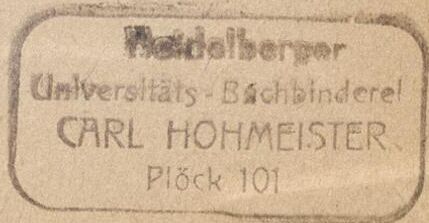 Heidelberger
Universitäts-Buchbinderei
CARL HOHMEISTER
Plöck 101